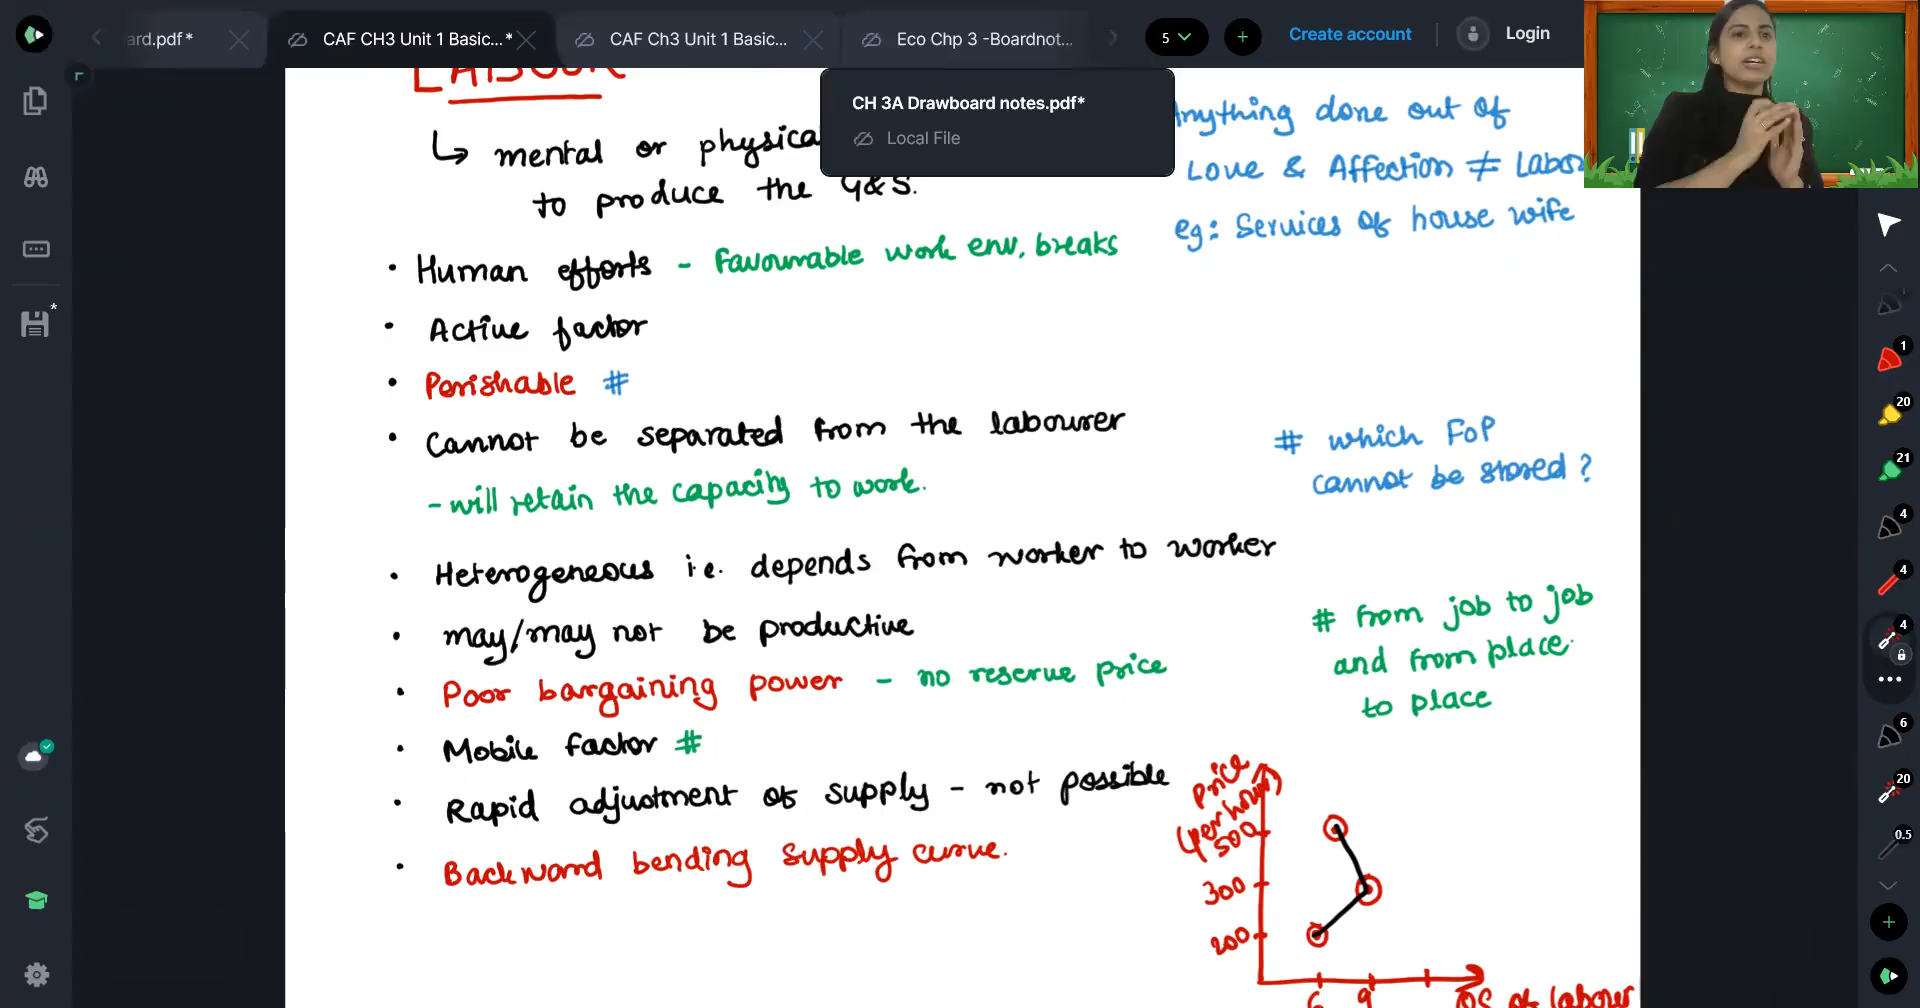 ard.pdf*
CAF CH3 Unit 1 Basic...*
CAF Ch3 Unit 1 Basic...
Eco Chp 3 -Boardnot...
5
Create account
Login
CH 3A Drawboard notes.pdf*
Local File
LABOUR
mental or physica
to produce the G&S.
Anything done out of
Love & Affection ≠ Labo
eg: Services of house wife
• Human efforts - Favourable work env, breaks
• Active factor
• Perishable #
• Cannot be separated from the labourer
- will retain the capacity to work.
# which FOP
cannot be stored?
• Heterogeneous i.e. depends from worker to worker
• may/may not be productive
• Poor bargaining power - no reserve price
• Mobile factor #
# from job to job
and from place
to place
• Rapid adjustment of supply - not possible
• Backward bending supply curve.
Price
(per hour)
500
300
200
6 9
QS of labour
1
20
21
4
4
4
6
20
0.5